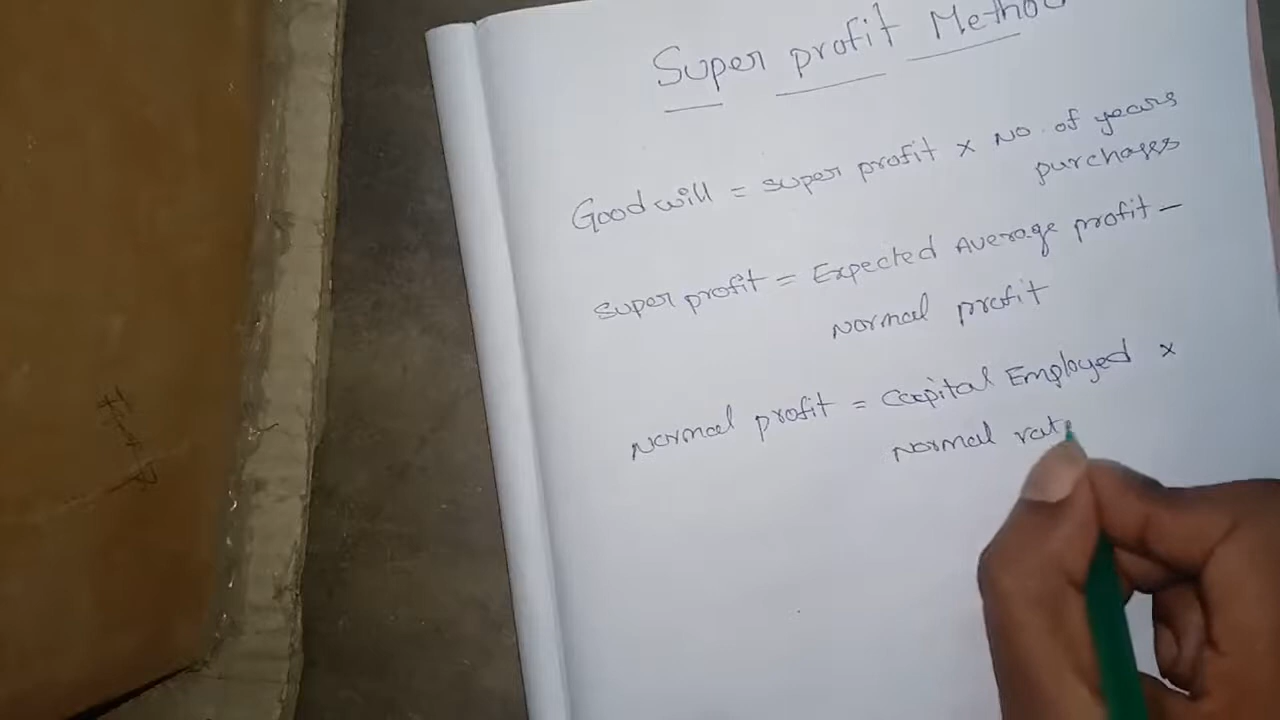 Super profit Method
Goodwill = super profit × No. of years
purchases
Super profit = Expected Average profit –
Normal profit
Normal profit = Capital Employed ×
Normal rat